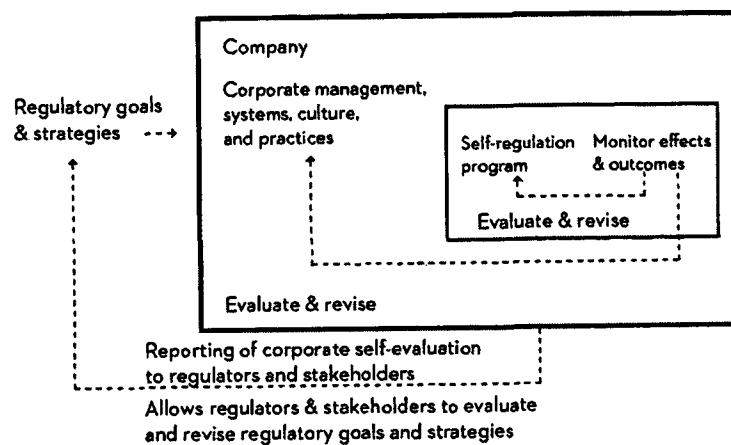 Company
Corporate management,
systems, culture,
and practices
Regulatory goals
& strategies
Self-regulation
program
Monitor effects
& outcomes
Evaluate & revise
Evaluate & revise
Reporting of corporate self-evaluation
to regulators and stakeholders
Allows regulators & stakeholders to evaluate
and revise regulatory goals and strategies